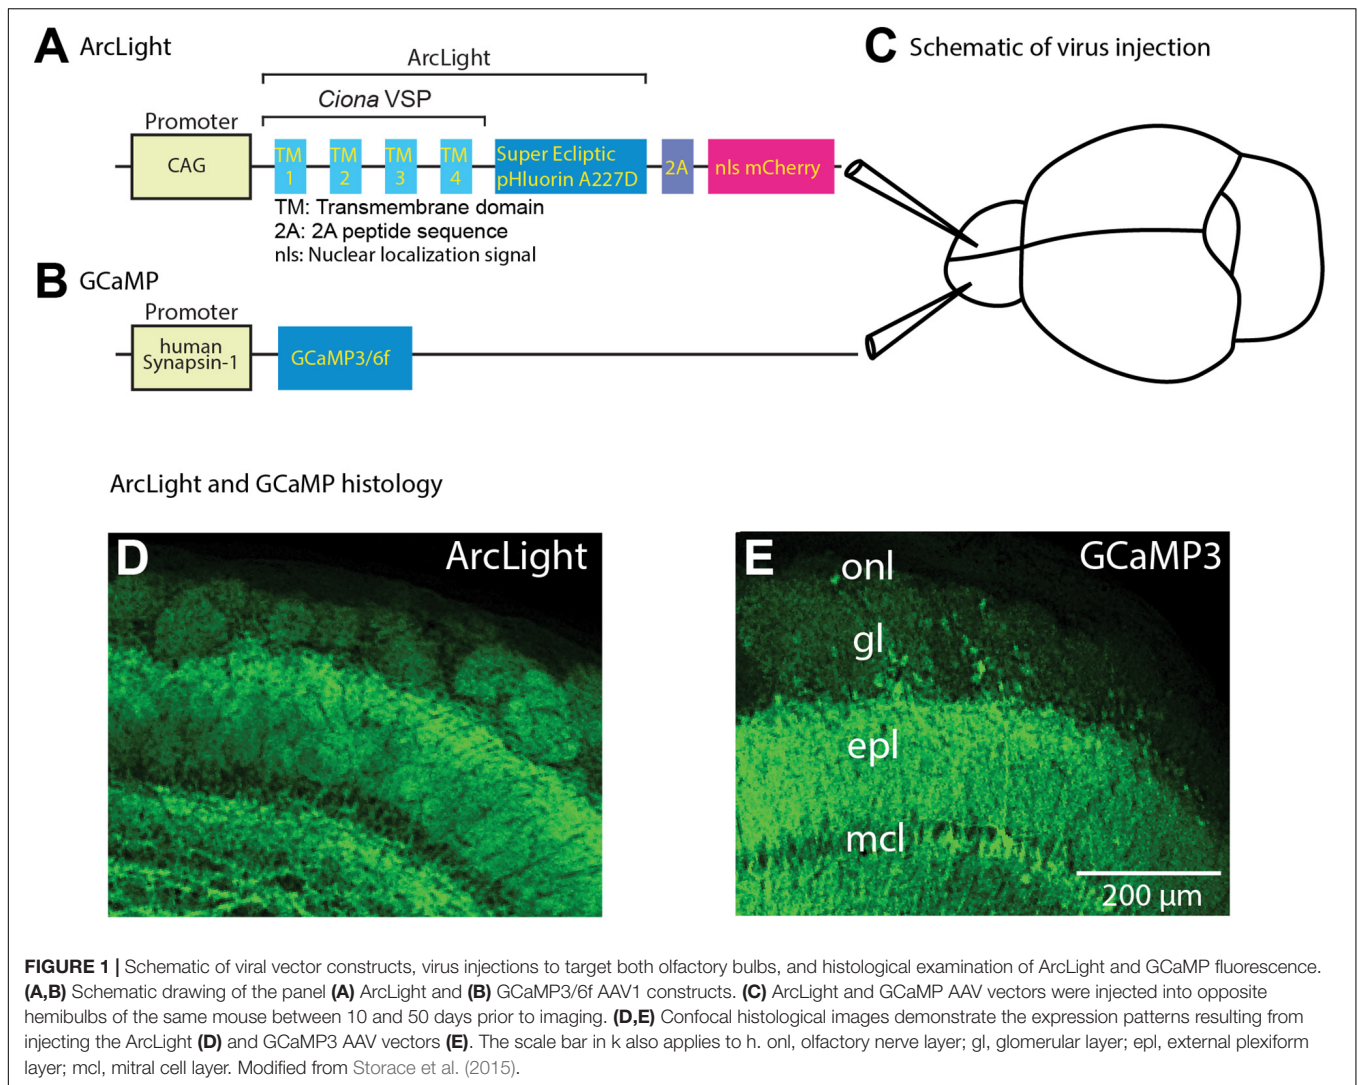 A ArcLight
ArcLight
Ciona VSP
Promoter
CAG
TM 1
TM 2
TM 3
TM 4
Super Ecliptic
pHluorin A227D
2A
nls mCherry
TM: Transmembrane domain
2A: 2A peptide sequence
nls: Nuclear localization signal
B GCaMP
Promoter
human
Synapsin-1
GCaMP3/6f
C Schematic of virus injection
ArcLight and GCaMP histology
D ArcLight
E GCaMP3
onl
gl
epl
mcl
200 µm
FIGURE 1 | Schematic of viral vector constructs, virus injections to target both olfactory bulbs, and histological examination of ArcLight and GCaMP fluorescence.
(A,B) Schematic drawing of the panel (A) ArcLight and (B) GCaMP3/6f AAV1 constructs. (C) ArcLight and GCaMP AAV vectors were injected into opposite
hemibulbs of the same mouse between 10 and 50 days prior to imaging. (D,E) Confocal histological images demonstrate the expression patterns resulting from
injecting the ArcLight (D) and GCaMP3 AAV vectors (E). The scale bar in k also applies to h. onl, olfactory nerve layer; gl, glomerular layer; epl, external plexiform
layer; mcl, mitral cell layer. Modified from Storace et al. (2015).